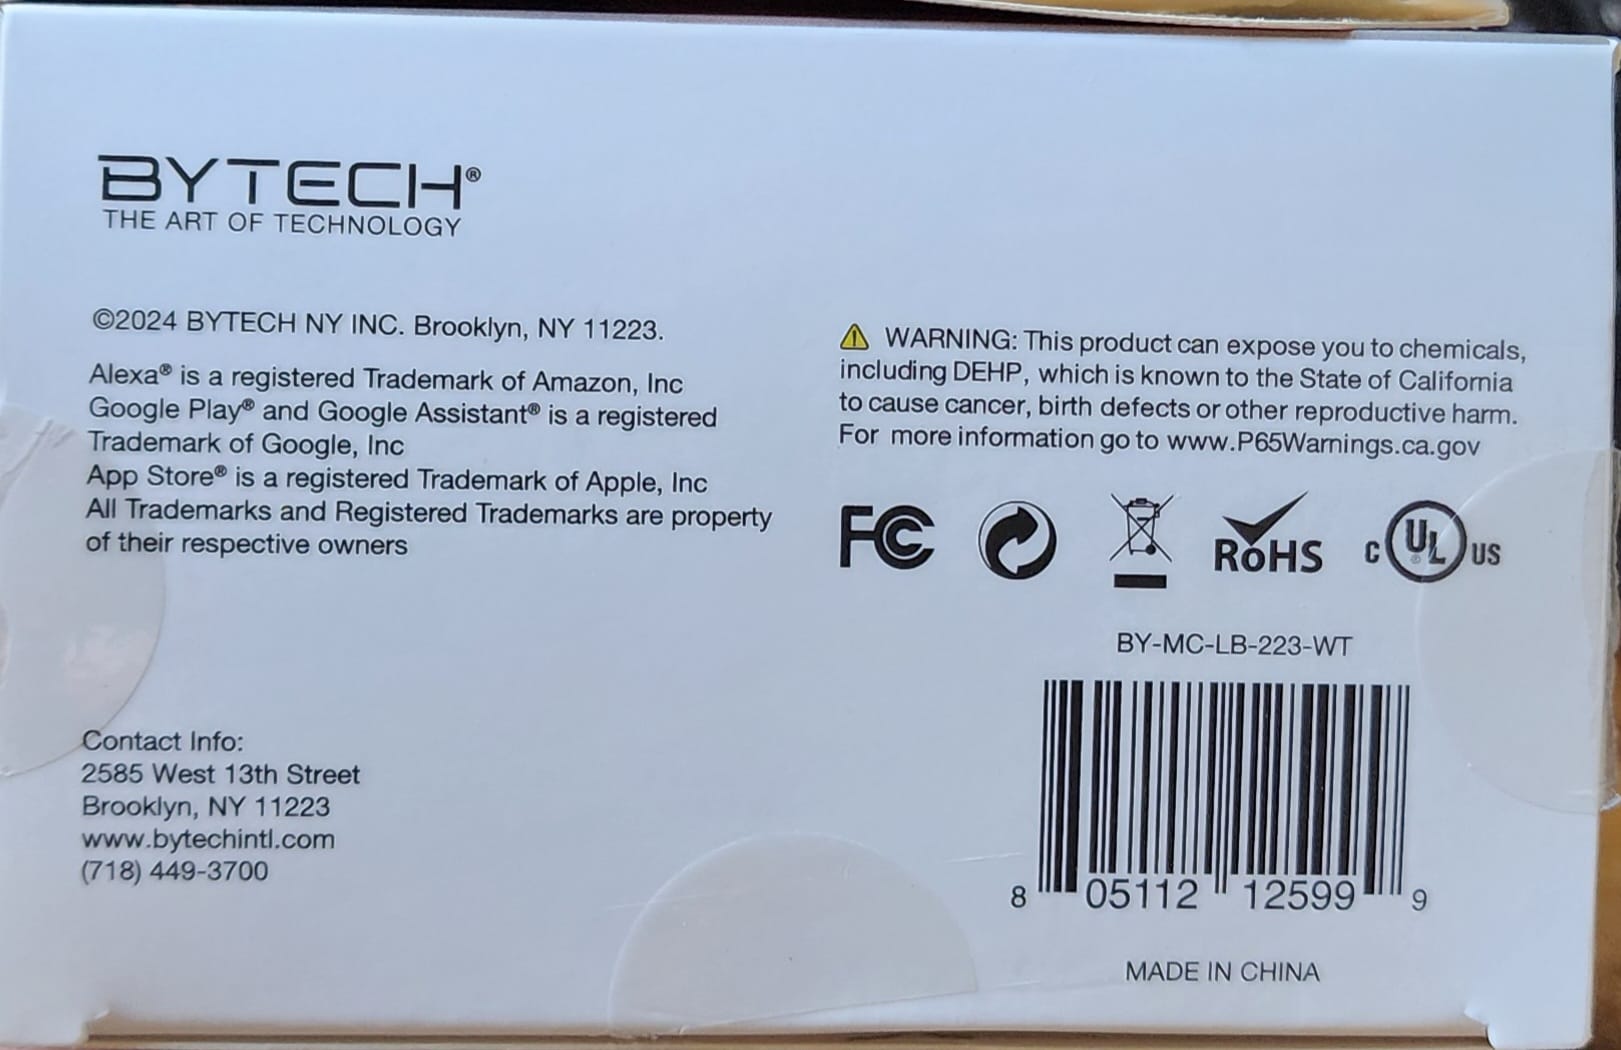 BYTECH®
THE ART OF TECHNOLOGY
©2024 BYTECH NY INC. Brooklyn, NY 11223.
Alexa® is a registered Trademark of Amazon, Inc
Google Play® and Google Assistant® is a registered
Trademark of Google, Inc
App Store® is a registered Trademark of Apple, Inc
All Trademarks and Registered Trademarks are property
of their respective owners
Contact Info:
2585 West 13th Street
Brooklyn, NY 11223
www.bytechintl.com
(718) 449-3700
WARNING: This product can expose you to chemicals,
including DEHP, which is known to the State of California
to cause cancer, birth defects or other reproductive harm.
For more information go to www.P65Warnings.ca.gov
FC RoHS C UL® US
BY-MC-LB-223-WT
8 05112 12599 9
MADE IN CHINA